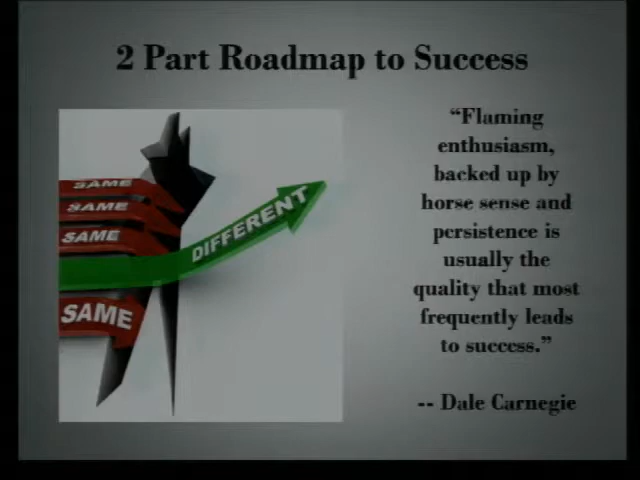 2 Part Roadmap to Success
SAME
SAME
SAME
DIFFERENT
SAME
“Flaming
enthusiasm,
backed up by
horse sense and
persistence is
usually the
quality that most
frequently leads
to success.”
-- Dale Carnegie